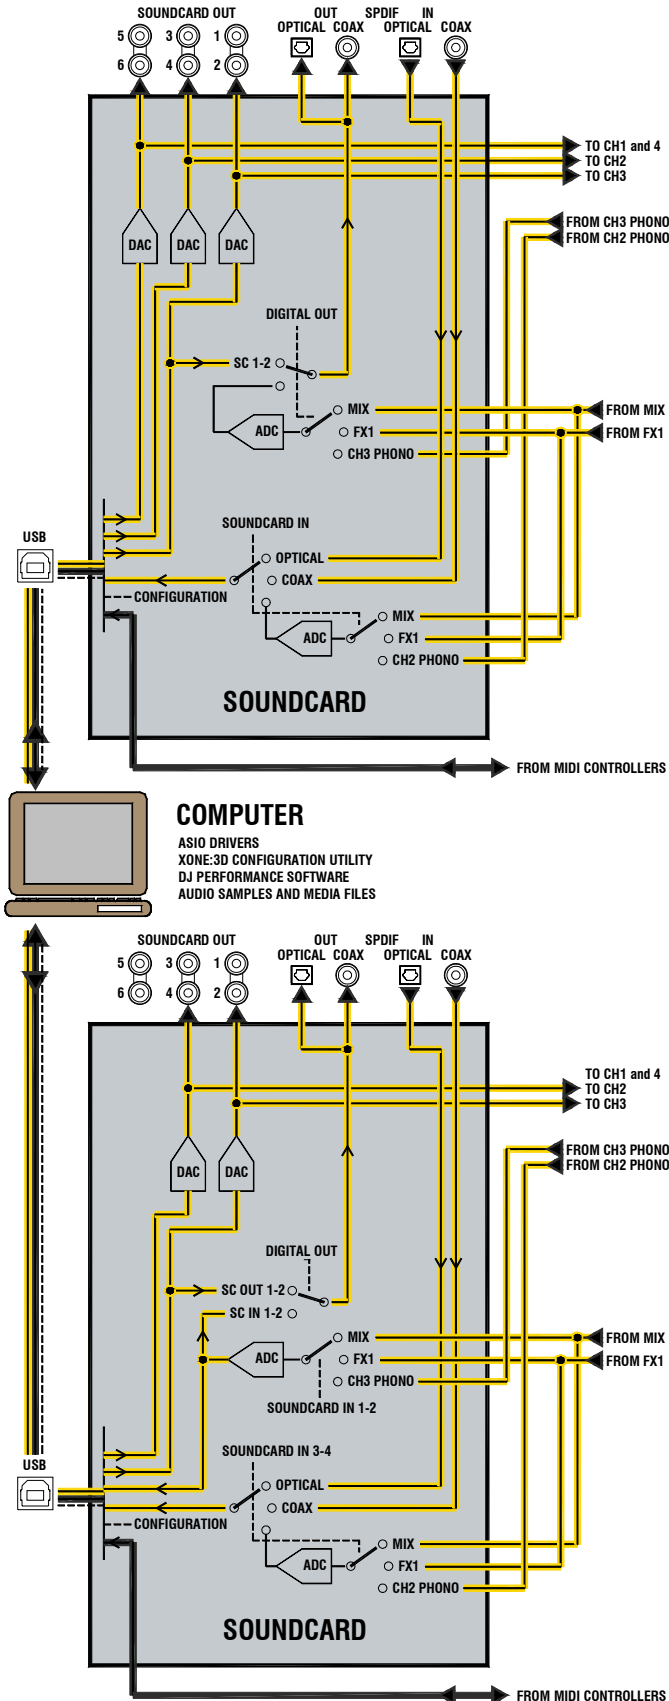 SOUNDCARD OUT
OUT SPDIF IN
5 3 1 OPTICAL COAX OPTICAL COAX
6 4 2
TO CH1 and 4
TO CH2
TO CH3
FROM CH3 PHONO
FROM CH2 PHONO
DAC DAC DAC
DIGITAL OUT
SC 1-2
MIX FROM MIX
ADC FX1 FROM FX1
CH3 PHONO
SOUNDCARD IN
USB
OPTICAL
COAX
CONFIGURATION
MIX
ADC FX1
CH2 PHONO
SOUNDCARD
FROM MIDI CONTROLLERS
COMPUTER
ASIO DRIVERS
XONE:3D CONFIGURATION UTILITY
DJ PERFORMANCE SOFTWARE
AUDIO SAMPLES AND MEDIA FILES
SOUNDCARD OUT
OUT SPDIF IN
5 3 1 OPTICAL COAX OPTICAL COAX
6 4 2
TO CH1 and 4
TO CH2
TO CH3
FROM CH3 PHONO
FROM CH2 PHONO
DAC DAC
DIGITAL OUT
SC OUT 1-2
SC IN 1-2
MIX FROM MIX
ADC FX1 FROM FX1
CH3 PHONO
SOUNDCARD IN 1-2
SOUNDCARD IN 3-4
USB
OPTICAL
COAX
CONFIGURATION
MIX
ADC FX1
CH2 PHONO
SOUNDCARD
FROM MIDI CONTROLLERS